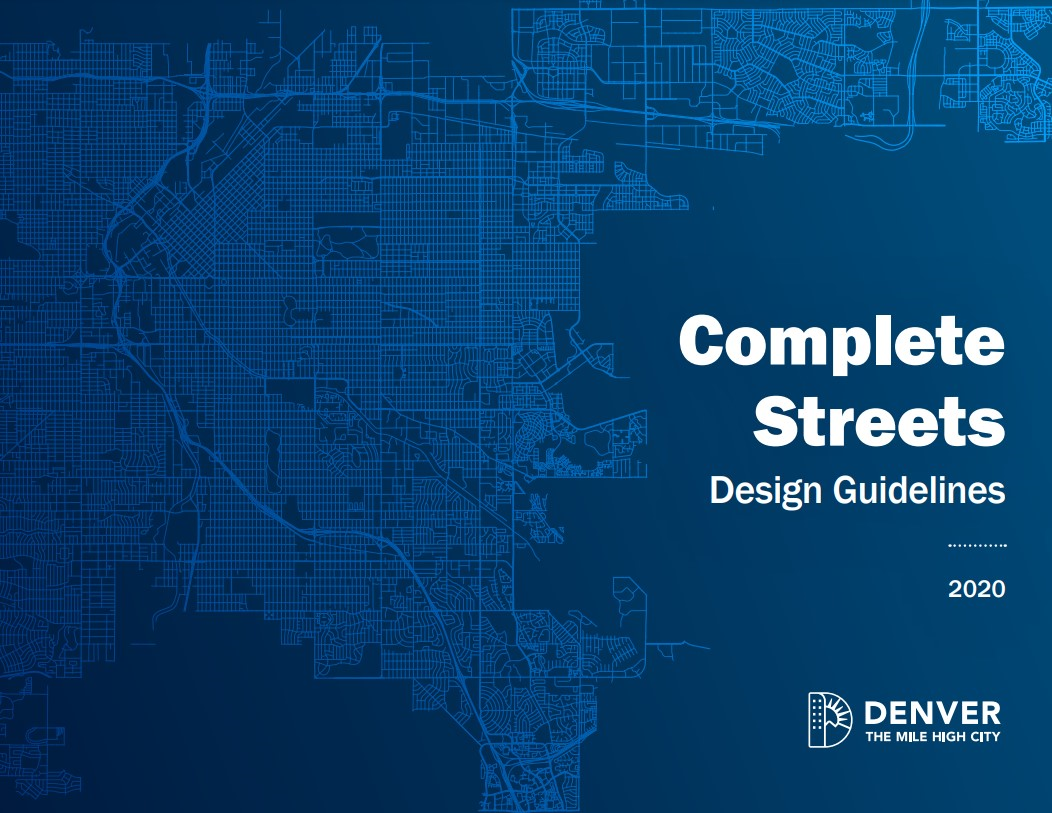 Complete
Streets
Design Guidelines
2020
DENVER
THE MILE HIGH CITY